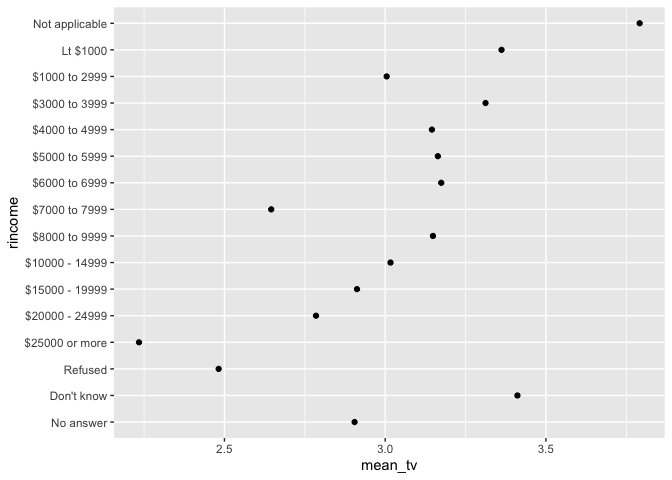 Not applicable
Lt $1000
$1000 to 2999
$3000 to 3999
$4000 to 4999
$5000 to 5999
$6000 to 6999
$7000 to 7999
$8000 to 9999
$10000 - 14999
$15000 - 19999
$20000 - 24999
$25000 or more
Refused
Don't know
No answer
rincome
2.5 3.0 3.5
mean_tv